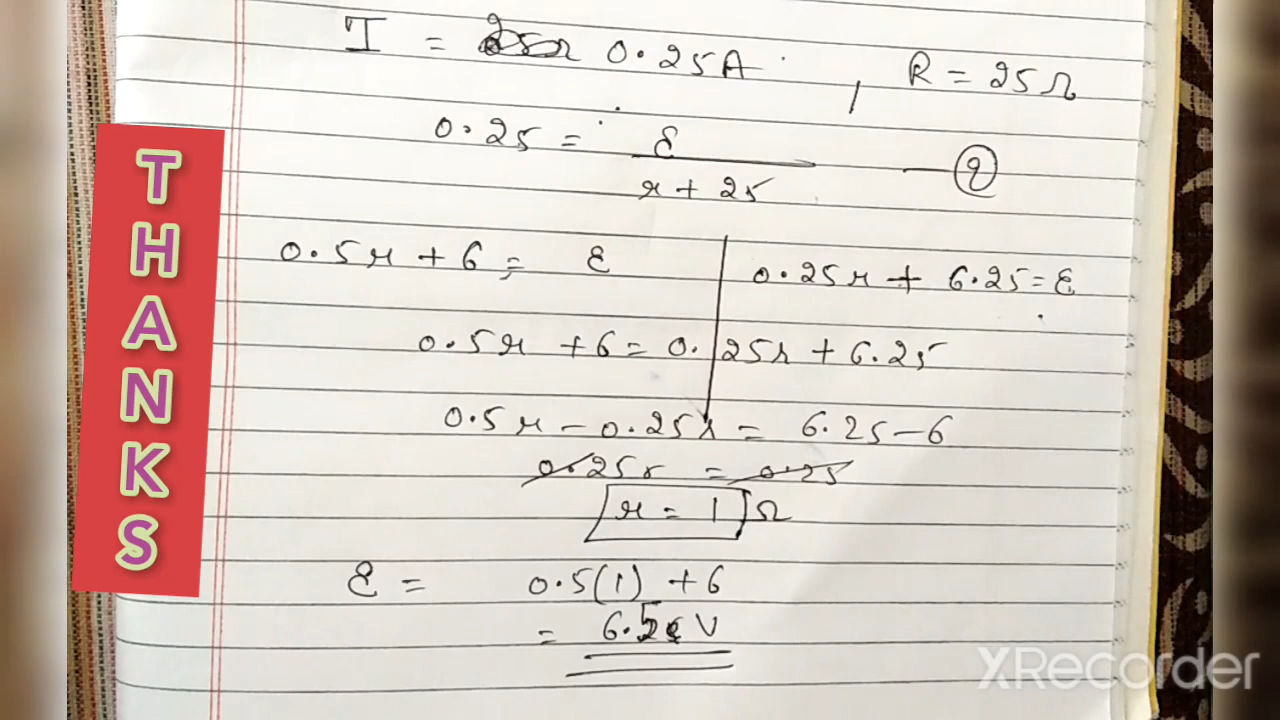 I = 0.25A , R = 25Ω
0.25 = ε / r + 25 — ②
0.5r + 6 = ε | 0.25r + 6.25 = ε
0.5r + 6 = 0.25r + 6.25
0.5r - 0.25r = 6.25 - 6
0.25r = 0.25
r = 1 Ω
ε = 0.5(1) + 6
= 6.5 V
THANKS
XRecorder